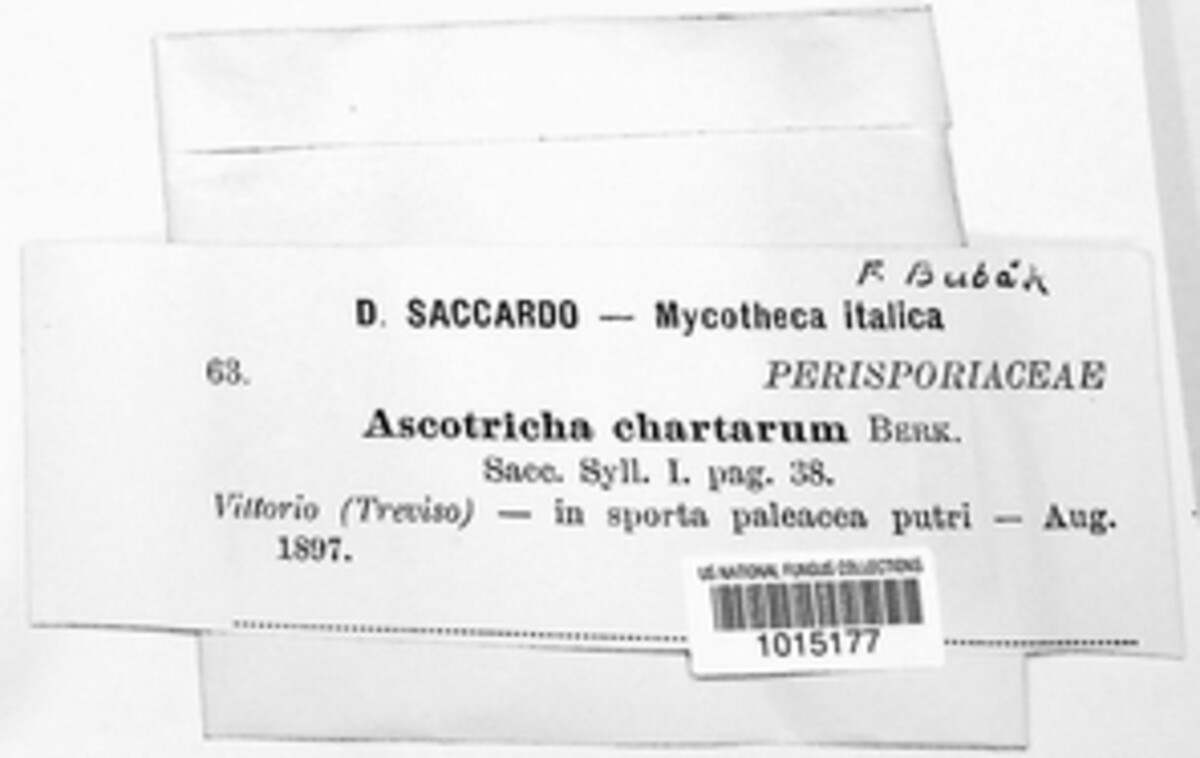 F Bubák
D. SACCARDO — Mycotheca italica
63.
PERISPORIACEAE
Ascotricha chartarum BERK.
Sacc. Syll. I. pag. 38.
Vittorio (Treviso) — in sporta paleacea putri — Aug.
1897.
US NATIONAL FUNGUS COLLECTIONS
1015177